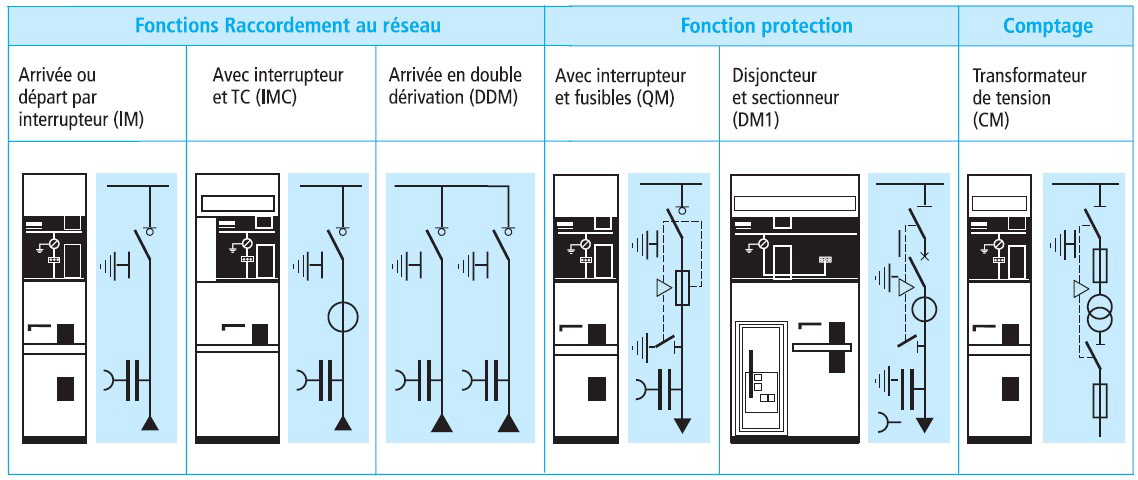 Fonctions Raccordement au réseau
Fonction protection
Comptage
Arrivée ou
départ par
interrupteur (IM)
Avec interrupteur
et TC (IMC)
Arrivée en double
dérivation (DDM)
Avec interrupteur
et fusibles (QM)
Disjoncteur
et sectionneur
(DM1)
Transformateur
de tension
(CM)